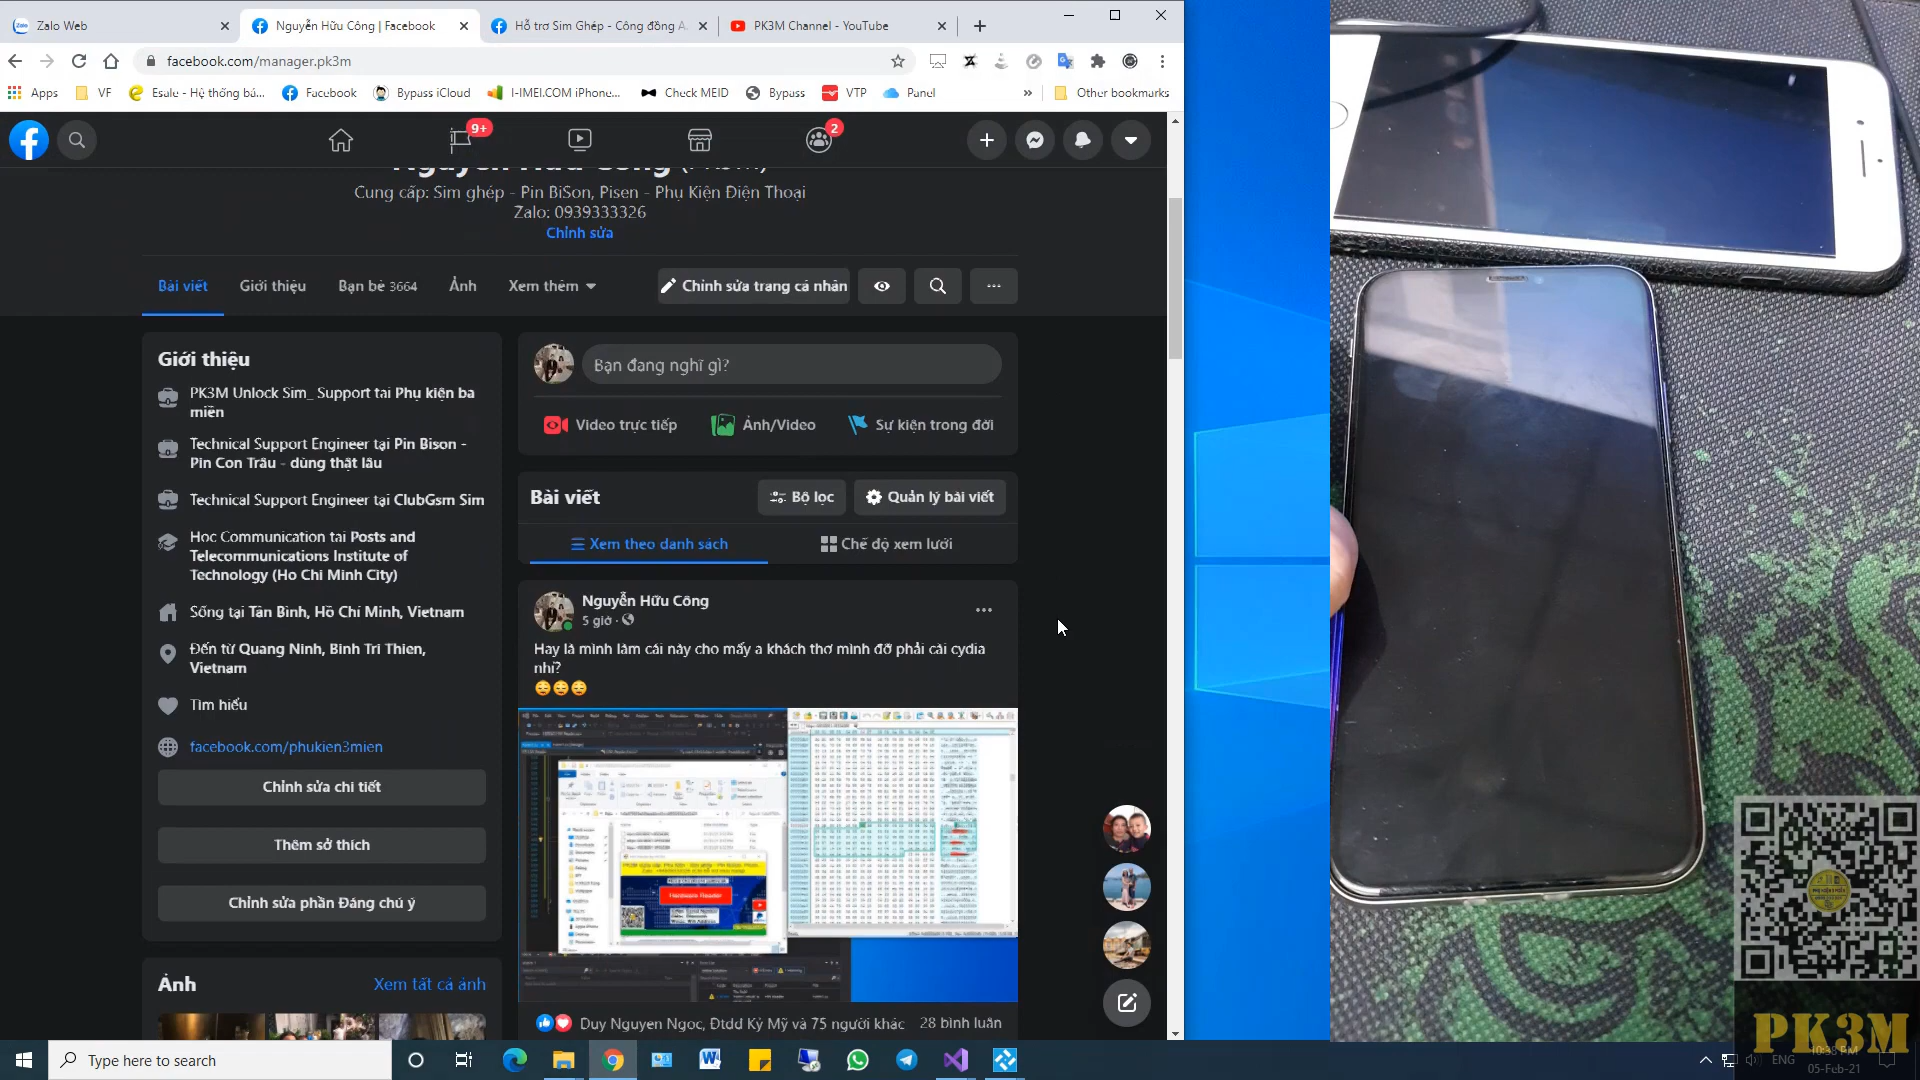 Zalo Web
Nguyễn Hữu Công | Facebook
Hỗ trợ Sim Ghép - Công đồng A
PK3M Channel - YouTube
facebook.com/manager.pk3m
Apps
VF
Esale - Hệ thống bá...
Facebook
Bypass iCloud
I-IMEI.COM iPhone...
Check MEID
Bypass
VTP
Panel
Other bookmarks
9+
2
Nguyễn Hữu Công (PK3M)
Cung cấp: Sim ghép - Pin BiSon, Pisen - Phụ Kiện Điện Thoại
Zalo: 0939333326
Chỉnh sửa
Bài viết
Giới thiệu
Bạn bè 3664
Ảnh
Xem thêm
Chỉnh sửa trang cá nhân
Giới thiệu
PK3M Unlock Sim_ Support tại Phụ kiện ba
miền
Technical Support Engineer tại Pin Bison -
Pin Con Trâu - dùng thật lâu
Technical Support Engineer tại ClubGsm Sim
Học Communication tại Posts and
Telecommunications Institute of
Technology (Ho Chi Minh City)
Sống tại Tân Bình, Hồ Chí Minh, Vietnam
Đến từ Quang Ninh, Binh Tri Thien,
Vietnam
Tìm hiểu
facebook.com/phukien3mien
Chỉnh sửa chi tiết
Thêm sở thích
Chỉnh sửa phần Đáng chú ý
Ảnh
Xem tất cả ảnh
Bạn đang nghĩ gì?
Video trực tiếp
Ảnh/Video
Sự kiện trong đời
Bài viết
Bộ lọc
Quản lý bài viết
Xem theo danh sách
Chế độ xem lưới
Nguyễn Hữu Công
5 giờ ·
Hay là mình làm cái này cho mấy a khách thợ mình đỡ phải cài cydia
nhỉ?
Hardware Reader
Duy Nguyen Ngoc, Đtdd Kỷ Mỹ và 75 người khác
28 bình luận
Type here to search
ENG
10:38 PM
05-Feb-21
PK3M